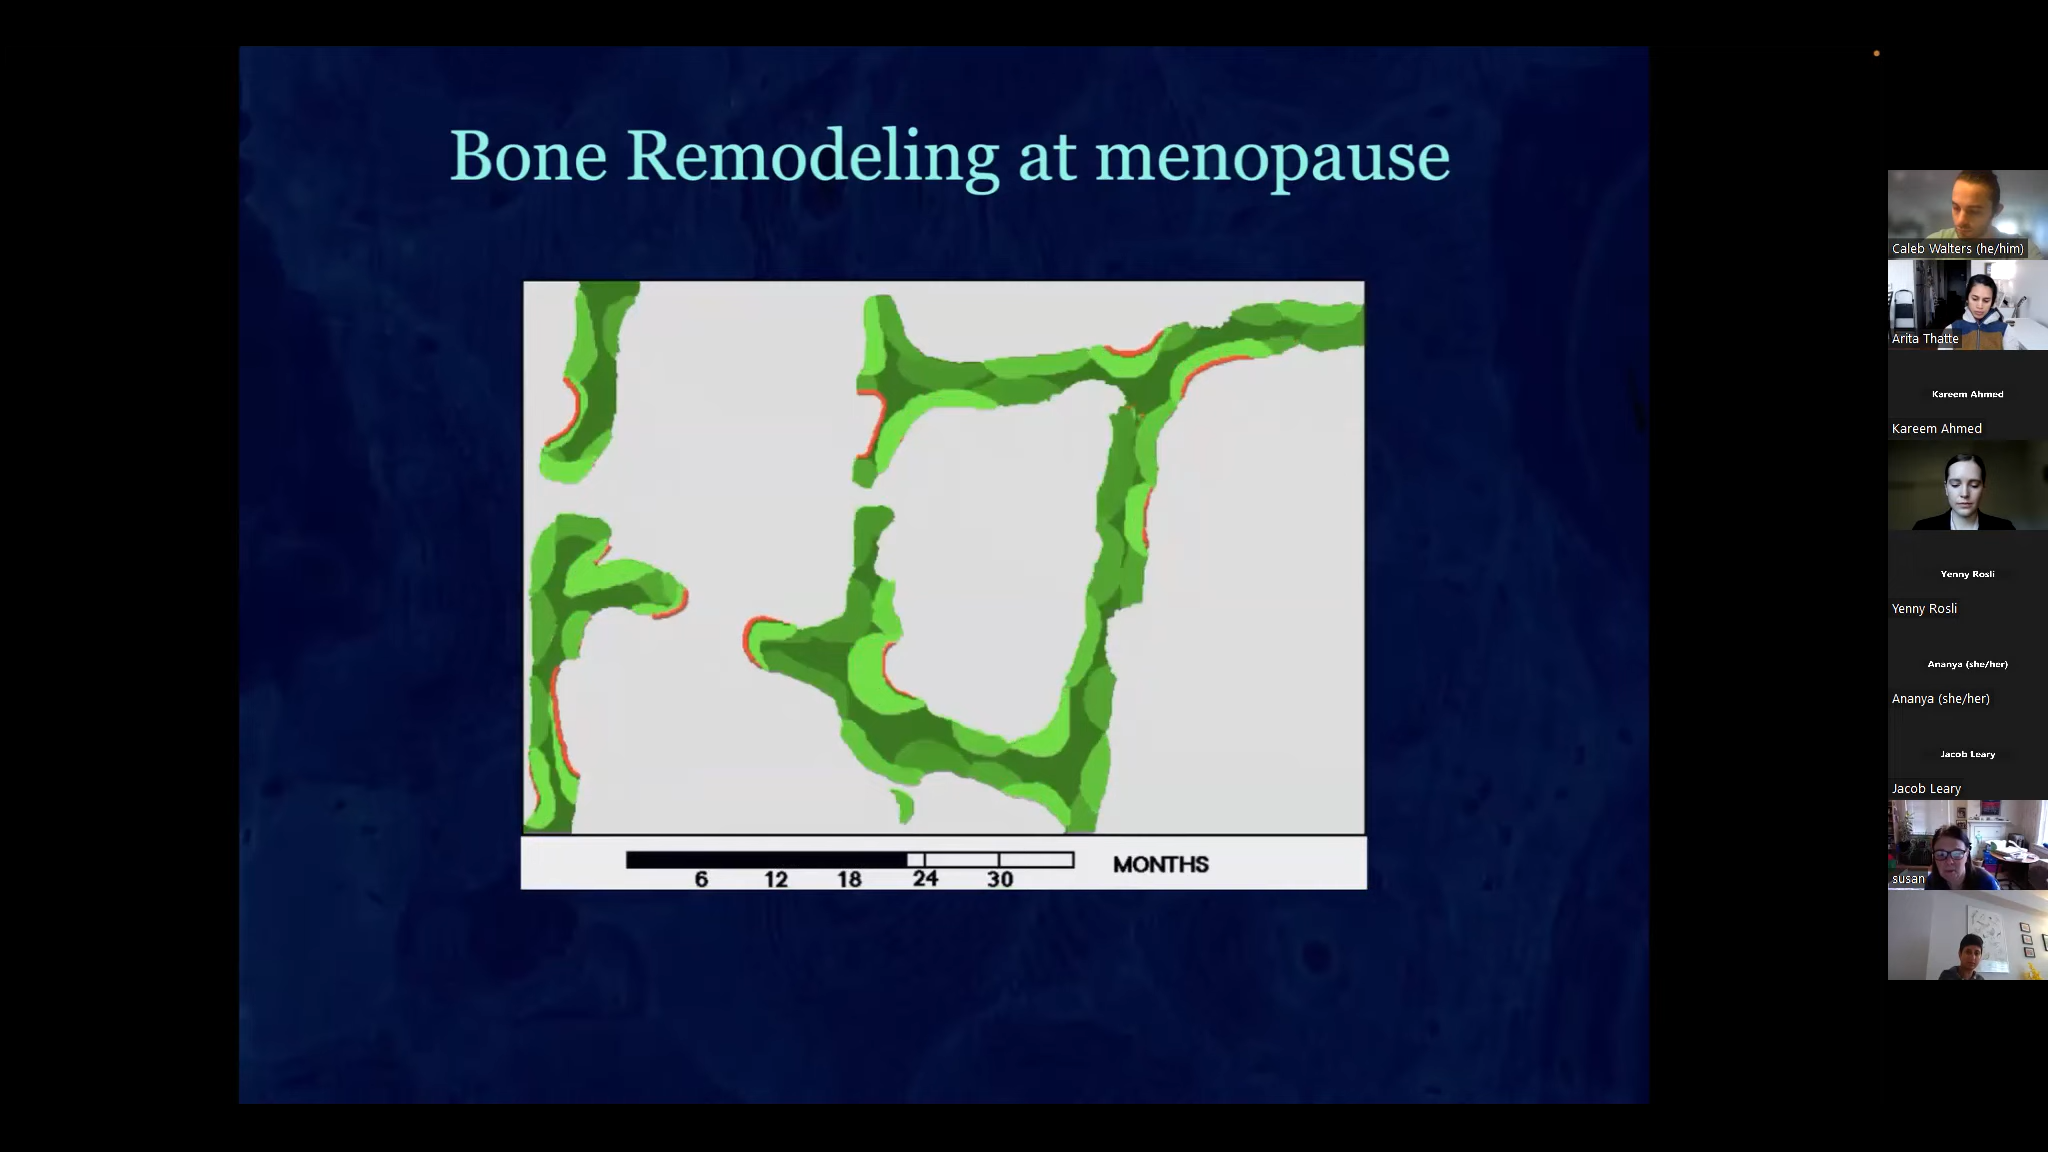 Bone Remodeling at menopause
6 12 18 24 30 MONTHS
Caleb Walters (he/him)
Arita Thatte
Kareem Ahmed
Kareem Ahmed
Yenny Rosli
Yenny Rosli
Ananya (she/her)
Ananya (she/her)
Jacob Leary
Jacob Leary
susan